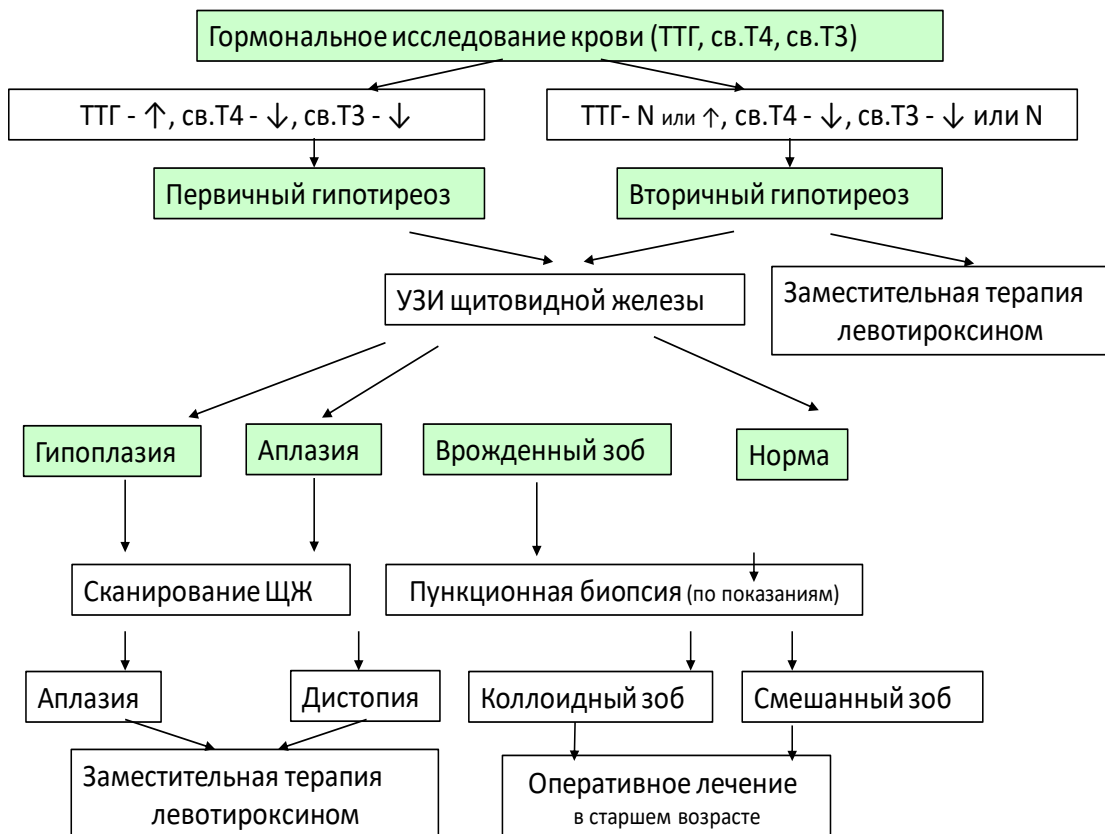 Гормональное исследование крови (ТТГ, св.Т4, св.Т3)
ТТГ - ↑, св.Т4 - ↓, св.Т3 - ↓
ТТГ- N или ↑, св.Т4 - ↓, св.Т3 - ↓ или N
Первичный гипотиреоз
Вторичный гипотиреоз
УЗИ щитовидной железы
Заместительная терапия
левотироксином
Гипоплазия
Аплазия
Врожденный зоб
Норма
Сканирование ЩЖ
Пункционная биопсия (по показаниям)
Аплазия
Дистопия
Коллоидный зоб
Смешанный зоб
Заместительная терапия
левотироксином
Оперативное лечение
в старшем возрасте